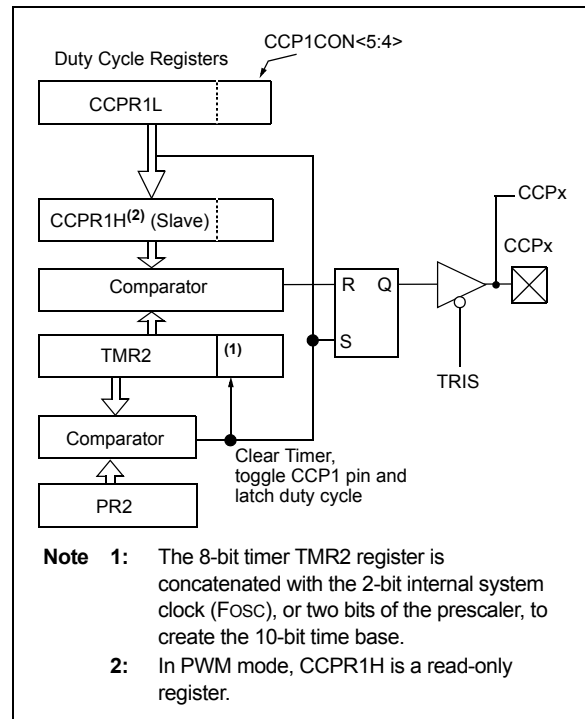 CCP1CON<5:4>
Duty Cycle Registers
CCPR1L
CCPR1H(2) (Slave)
CCPx
CCPx
Comparator
R
Q
S
TMR2
(1)
TRIS
Comparator
Clear Timer,
toggle CCP1 pin and
latch duty cycle
PR2
Note 1: The 8-bit timer TMR2 register is
concatenated with the 2-bit internal system
clock (FOSC), or two bits of the prescaler, to
create the 10-bit time base.
2: In PWM mode, CCPR1H is a read-only
register.